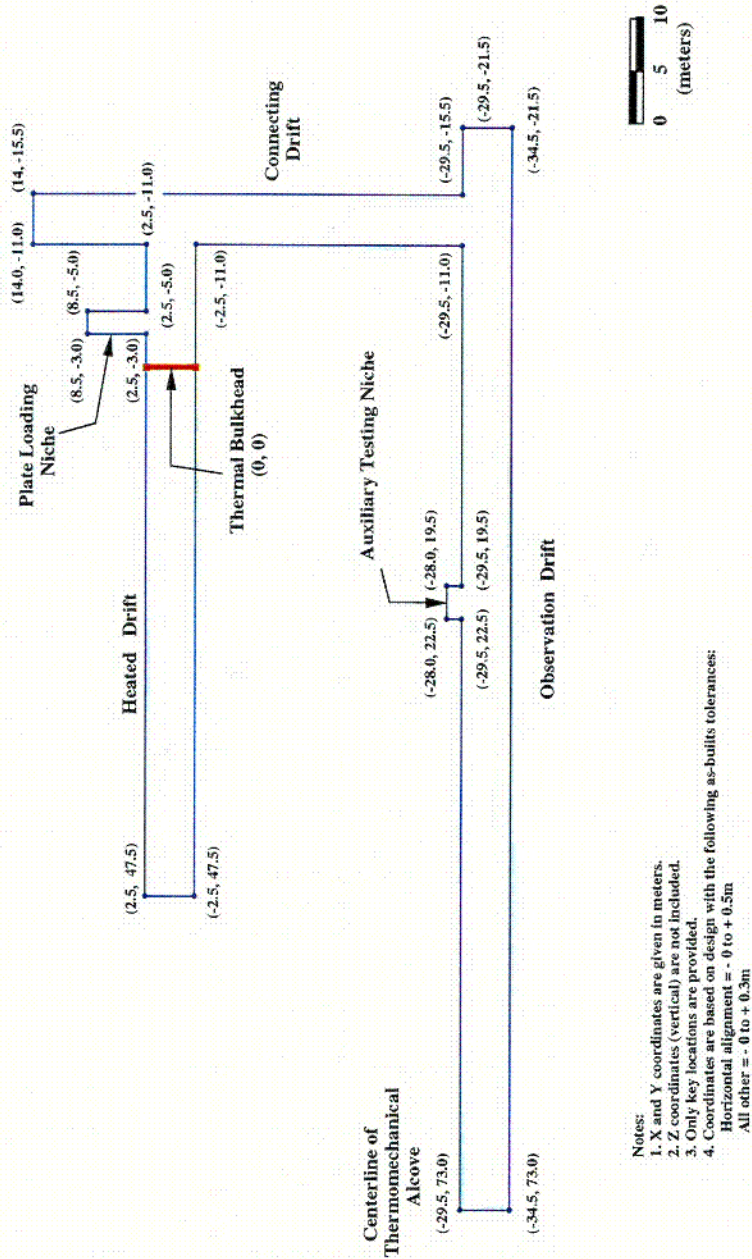 (14.0, -11.0)
(14, -15.5)
Plate Loading
Niche
(8.5, -3.0)
(8.5, -5.0)
(2.5, -11.0)
(2.5, -3.0)
(2.5, -5.0)
Connecting
Drift
Heated Drift
(2.5, 47.5)
(-2.5, 47.5)
Thermal Bulkhead
(0, 0)
(-2.5, -11.0)
Auxiliary Testing Niche
(-28.0, 22.5)
(-28.0, 19.5)
(-29.5, 22.5)
(-29.5, 19.5)
(-29.5, -11.0)
(-29.5, -15.5)
(-29.5, -21.5)
(-34.5, -21.5)
Centerline of
Thermomechanical
Alcove
(-29.5, 73.0)
(-34.5, 73.0)
Observation Drift
Notes:
1. X and Y coordinates are given in meters.
2. Z coordinates (vertical) are not included.
3. Only key locations are provided.
4. Coordinates are based on design with the following as-builts tolerances:
Horizontal alignment = - 0 to + 0.5m
All other = - 0 to + 0.3m
0 5 10
(meters)